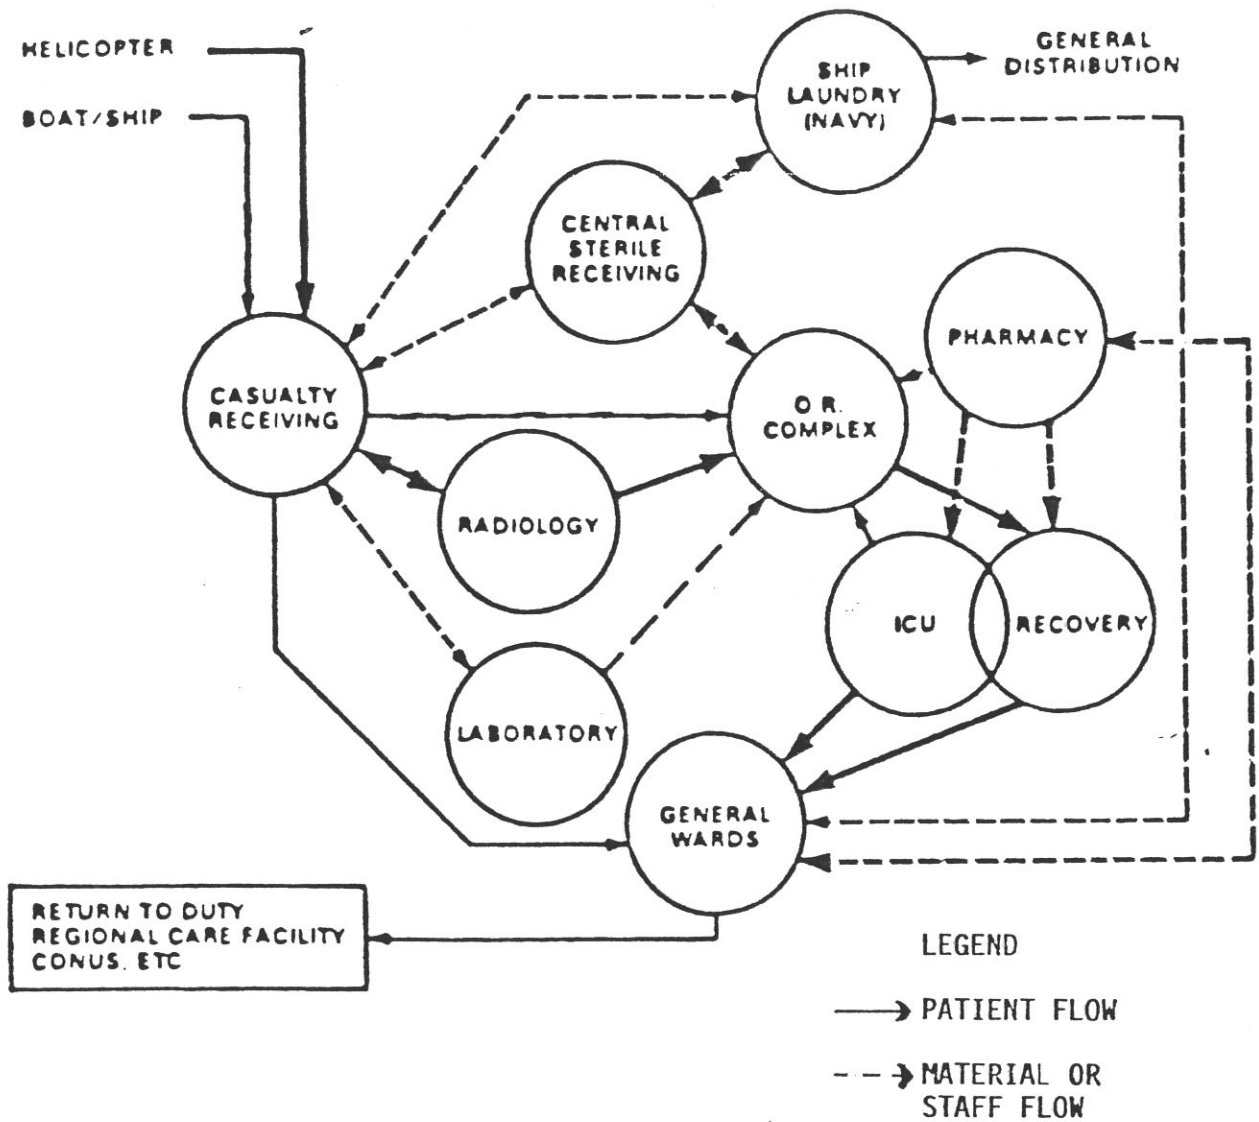 HELICOPTER
BOAT/SHIP
SHIP
LAUNDRY
(NAVY)
GENERAL
DISTRIBUTION
CENTRAL
STERILE
RECEIVING
PHARMACY
CASUALTY
RECEIVING
O.R.
COMPLEX
RADIOLOGY
ICU
RECOVERY
LABORATORY
GENERAL
WARDS
RETURN TO DUTY
REGIONAL CARE FACILITY
CONUS. ETC
LEGEND
PATIENT FLOW
MATERIAL OR
STAFF FLOW